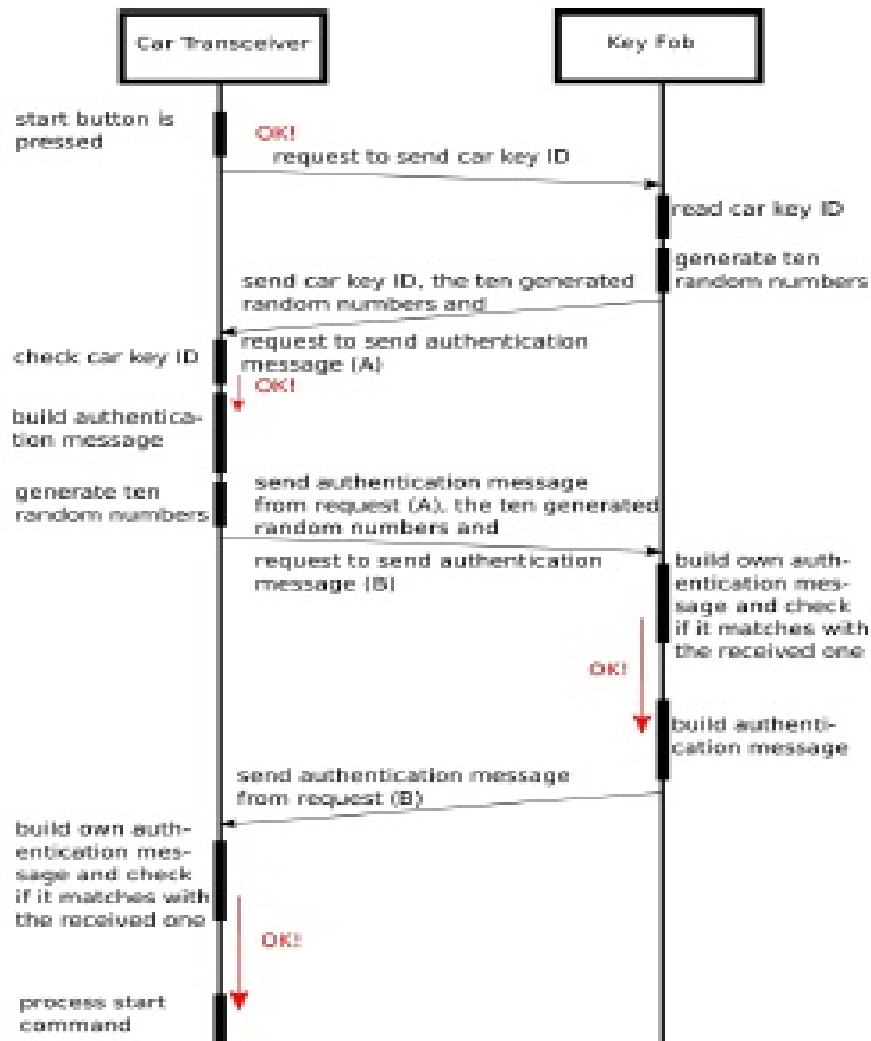 Car Transceiver
Key Fob
start button is
pressed
OK!
request to send car key ID
read car key ID
generate ten
random numbers
send car key ID, the ten generated
random numbers and
request to send authentication
message (A)
check car key ID
OK!
build authentica-
tion message
generate ten
random numbers
send authentication message
from request (A), the ten generated
random numbers and
request to send authentication
message (B)
build own auth-
entication mes-
sage and check
if it matches with
the received one
OK!
build authenti-
cation message
send authentication message
from request (B)
build own auth-
entication mes-
sage and check
if it matches with
the received one
OK!
process start
command